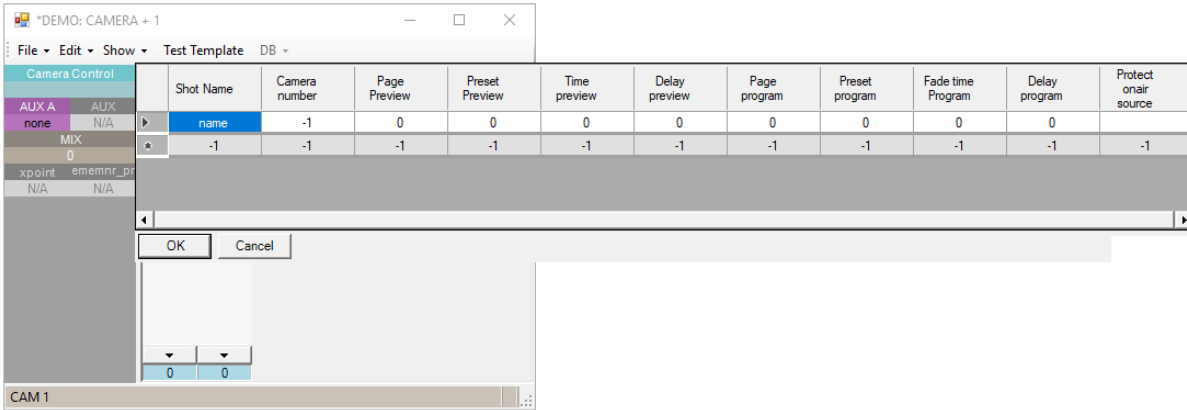 *DEMO: CAMERA + 1
File Edit Show Test Template DB
Camera Control
AUX A AUX
none N/A
MIX
0
xpoint ememnr_pr
N/A N/A
Shot Name Camera number Page Preview Preset Preview Time preview Delay preview Page program Preset program Fade time Program Delay program Protect onair source
name -1 0 0 0 0 0 0 0 0
-1 -1 -1 -1 -1 -1 -1 -1 -1 -1 -1
OK Cancel
0 0
CAM 1